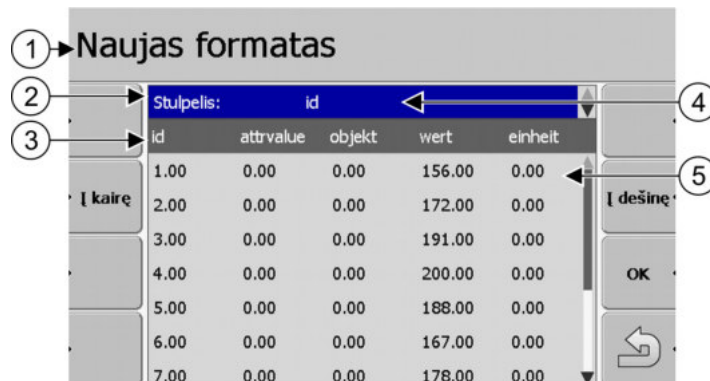 1 Naujas formatas
2 Stulpelis: id 4
3 id attrvalue objekt wert einheit
1.00 0.00 0.00 156.00 0.00 5
Į kairę Į dešinę
2.00 0.00 0.00 172.00 0.00
3.00 0.00 0.00 191.00 0.00
4.00 0.00 0.00 200.00 0.00 OK
5.00 0.00 0.00 188.00 0.00
6.00 0.00 0.00 167.00 0.00
7.00 0.00 0.00 178.00 0.00